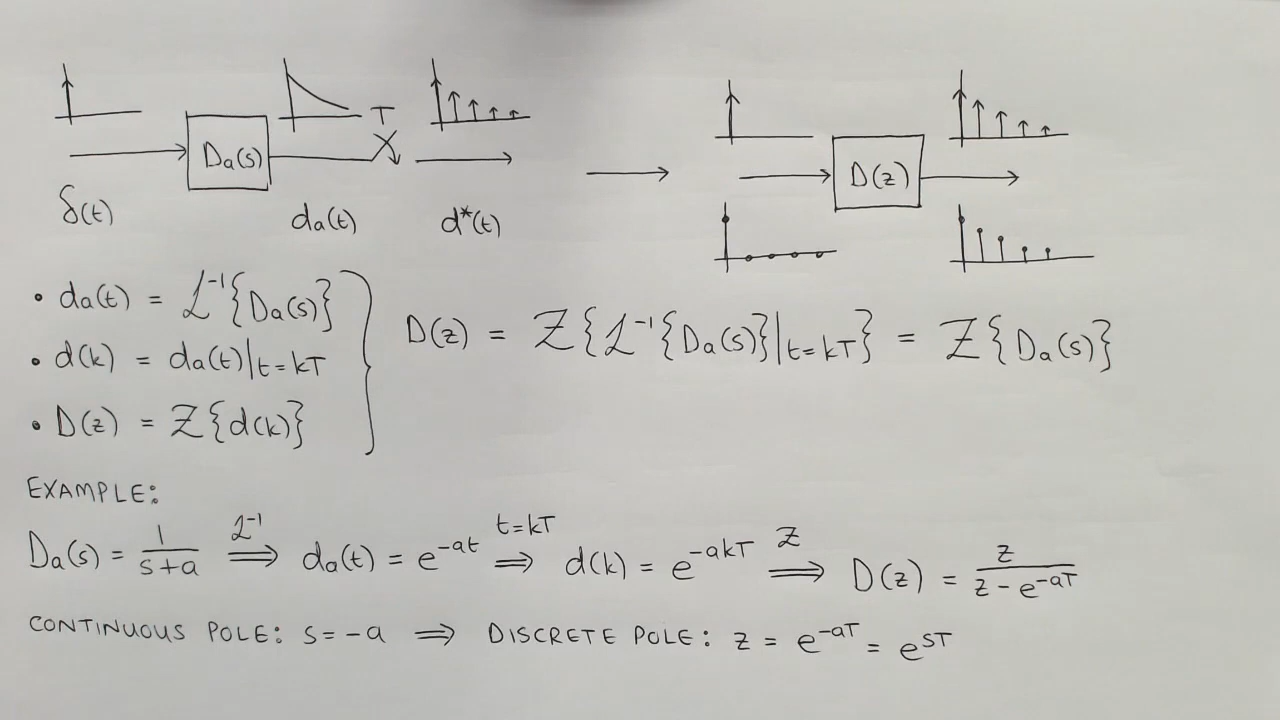 T
Da(s) D(z)
δ(t) da(t) d*(t)
• da(t) = ℒ⁻¹{Da(s)}
• d(k) = da(t)|t=kT
• D(z) = Z{d(k)}
D(z) = Z{ℒ⁻¹{Da(s)}|t=kT} = Z{Da(s)}
EXAMPLE:
Da(s) = 1/(s+a) ℒ⁻¹⟹ da(t) = e^-at t=kT⟹ d(k) = e^-akT Z⟹ D(z) = z/(z - e^-aT)
CONTINUOUS POLE: s = -a ⟹ DISCRETE POLE: z = e^-aT = e^sT